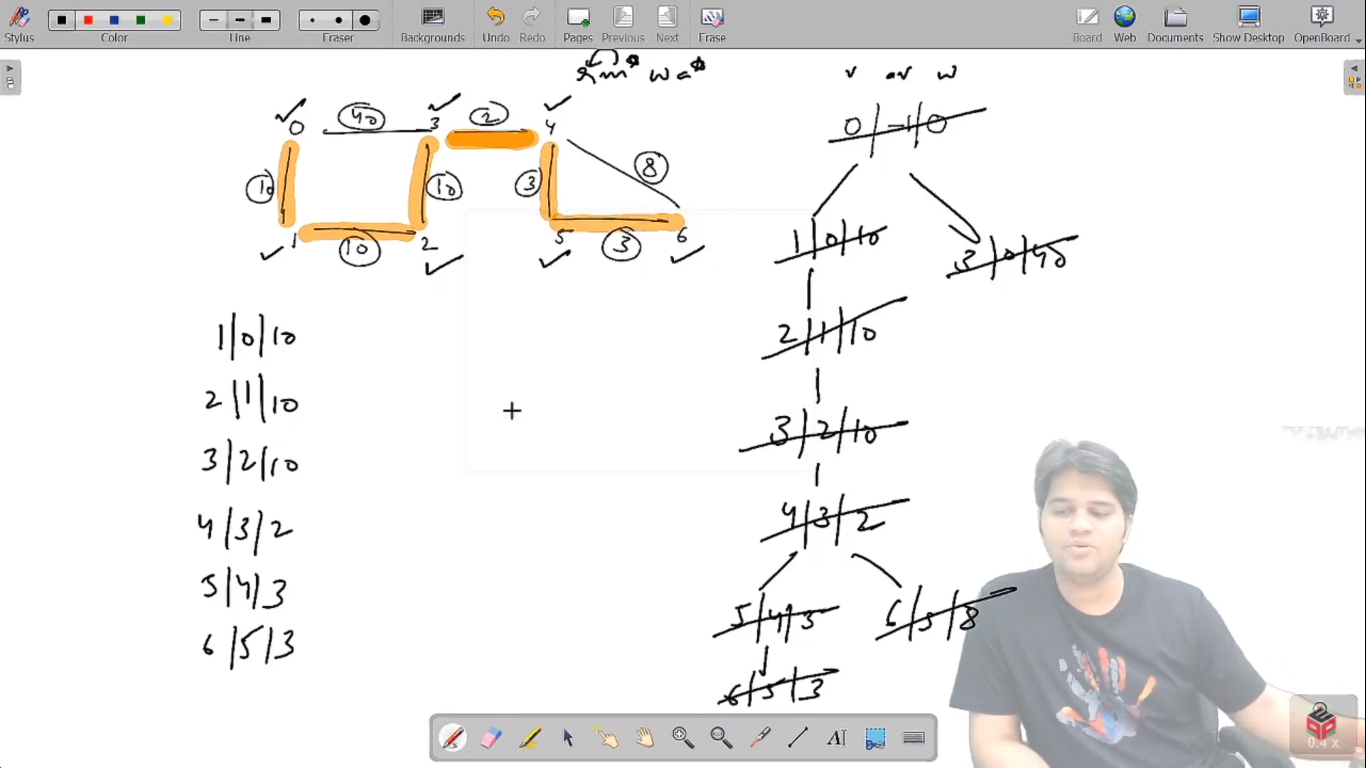 Stylus
Color
Line
Eraser
Backgrounds
Undo
Redo
Pages
Previous
Next
Erase
Board
Web
Documents
Show Desktop
OpenBoard
r m* w a*
v av w
0 40 3 2 4
10 10 3 8
1 10 2 5 3 6
0|-1|0
1|0|10
3|0|40
2|1|10
3|2|10
4|3|2
5|4|3
6|5|8
6|5|3
1|0|10
2|1|10
3|2|10
4|3|2
5|4|3
6|5|3
0.4 x